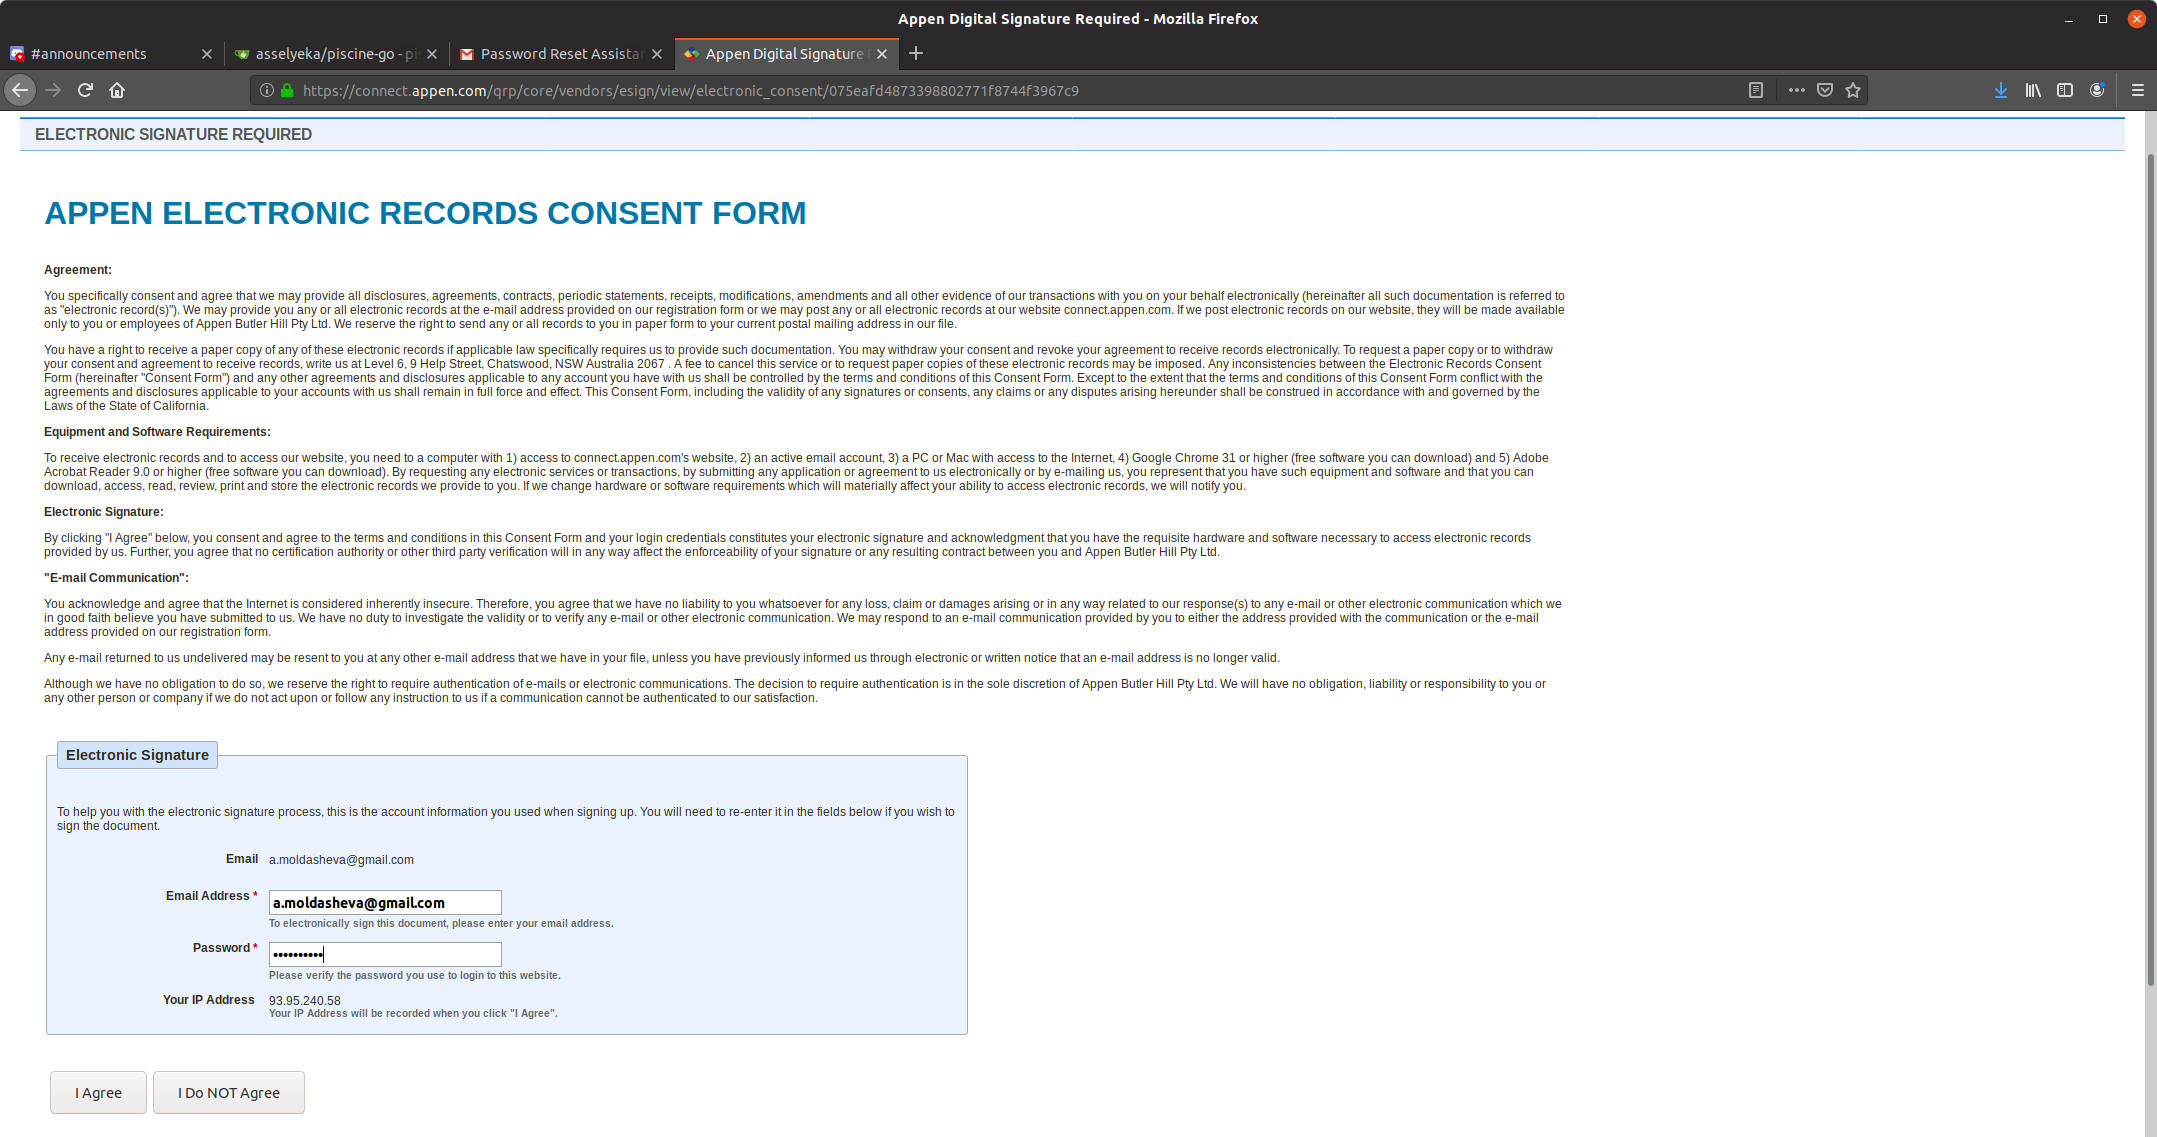 Appen Digital Signature Required - Mozilla Firefox
#announcements
asselyeka/piscine-go - pi
Password Reset Assista
Appen Digital Signature
https://connect.appen.com/qrp/core/vendors/esign/view/electronic_consent/075eafd4873398802771f8744f3967c9
ELECTRONIC SIGNATURE REQUIRED
APPEN ELECTRONIC RECORDS CONSENT FORM
Agreement:
You specifically consent and agree that we may provide all disclosures, agreements, contracts, periodic statements, receipts, modifications, amendments and all other evidence of our transactions with you on your behalf electronically (hereinafter all such documentation is referred to
as "electronic record(s)"). We may provide you any or all electronic records at the e-mail address provided on our registration form or we may post any or all electronic records at our website connect.appen.com. If we post electronic records on our website, they will be made available
only to you or employees of Appen Butler Hill Pty Ltd. We reserve the right to send any or all records to you in paper form to your current postal mailing address in our file.
You have a right to receive a paper copy of any of these electronic records if applicable law specifically requires us to provide such documentation. You may withdraw your consent and revoke your agreement to receive records electronically. To request a paper copy or to withdraw
your consent and agreement to receive records, write us at Level 6, 9 Help Street, Chatswood, NSW Australia 2067 . A fee to cancel this service or to request paper copies of these electronic records may be imposed. Any inconsistencies between the Electronic Records Consent
Form (hereinafter "Consent Form") and any other agreements and disclosures applicable to any account you have with us shall be controlled by the terms and conditions of this Consent Form. Except to the extent that the terms and conditions of this Consent Form conflict with the
agreements and disclosures applicable to your accounts with us shall remain in full force and effect. This Consent Form, including the validity of any signatures or consents, any claims or any disputes arising hereunder shall be construed in accordance with and governed by the
Laws of the State of California.
Equipment and Software Requirements:
To receive electronic records and to access our website, you need to a computer with 1) access to connect.appen.com's website, 2) an active email account, 3) a PC or Mac with access to the Internet, 4) Google Chrome 31 or higher (free software you can download) and 5) Adobe
Acrobat Reader 9.0 or higher (free software you can download). By requesting any electronic services or transactions, by submitting any application or agreement to us electronically or by e-mailing us, you represent that you have such equipment and software and that you can
download, access, read, review, print and store the electronic records we provide to you. If we change hardware or software requirements which will materially affect your ability to access electronic records, we will notify you.
Electronic Signature:
By clicking "I Agree" below, you consent and agree to the terms and conditions in this Consent Form and your login credentials constitutes your electronic signature and acknowledgment that you have the requisite hardware and software necessary to access electronic records
provided by us. Further, you agree that no certification authority or other third party verification will in any way affect the enforceability of your signature or any resulting contract between you and Appen Butler Hill Pty Ltd.
"E-mail Communication":
You acknowledge and agree that the Internet is considered inherently insecure. Therefore, you agree that we have no liability to you whatsoever for any loss, claim or damages arising or in any way related to our response(s) to any e-mail or other electronic communication which we
in good faith believe you have submitted to us. We have no duty to investigate the validity or to verify any e-mail or other electronic communication. We may respond to an e-mail communication provided by you to either the address provided with the communication or the e-mail
address provided on our registration form.
Any e-mail returned to us undelivered may be resent to you at any other e-mail address that we have in your file, unless you have previously informed us through electronic or written notice that an e-mail address is no longer valid.
Although we have no obligation to do so, we reserve the right to require authentication of e-mails or electronic communications. The decision to require authentication is in the sole discretion of Appen Butler Hill Pty Ltd. We will have no obligation, liability or responsibility to you or
any other person or company if we do not act upon or follow any instruction to us if a communication cannot be authenticated to our satisfaction.
Electronic Signature
To help you with the electronic signature process, this is the account information you used when signing up. You will need to re-enter it in the fields below if you wish to
sign the document.
Email a.moldasheva@gmail.com
Email Address * a.moldasheva@gmail.com
To electronically sign this document, please enter your email address.
Password * ••••••••••
Please verify the password you use to login to this website.
Your IP Address 93.95.240.58
Your IP Address will be recorded when you click "I Agree".
I Agree I Do NOT Agree